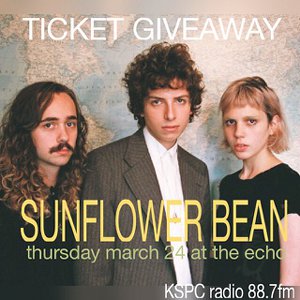 TICKET GIVEAWAY
SUNFLOWER BEAN
thursday march 24 at the echo
KSPC radio 88.7fm